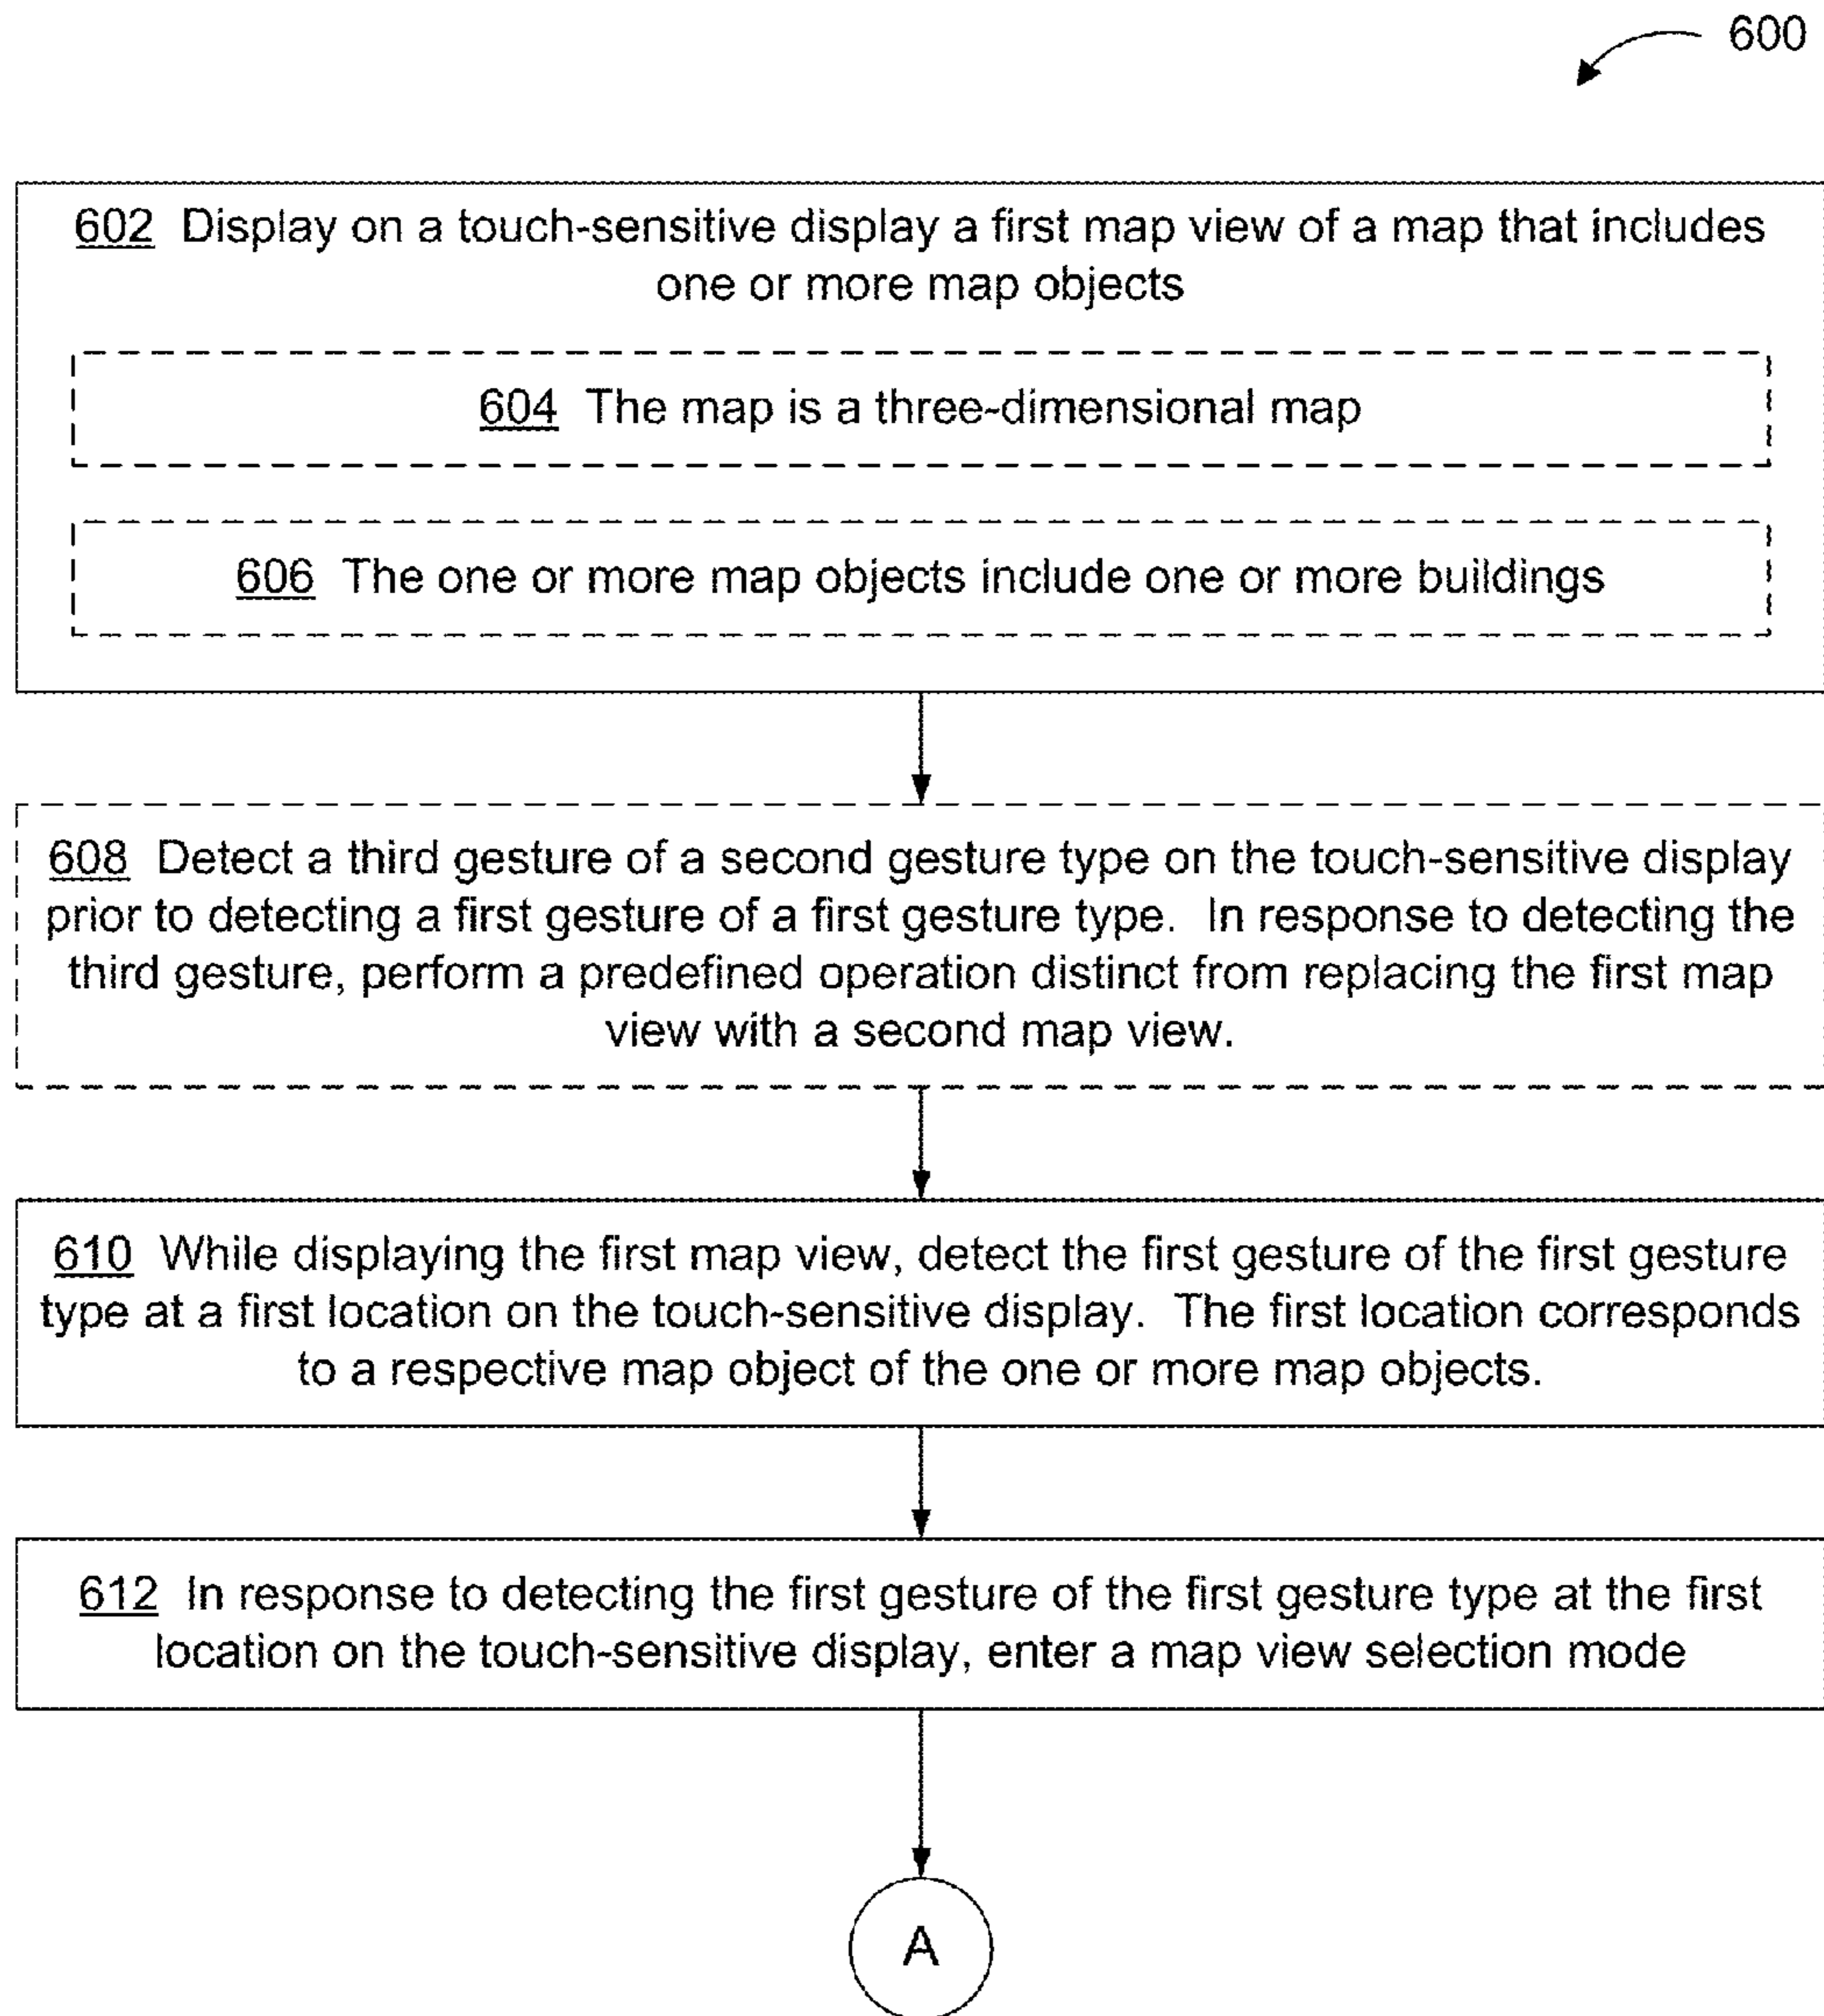 600
602 Display on a touch-sensitive display a first map view of a map that includes
one or more map objects
604 The map is a three-dimensional map
606 The one or more map objects include one or more buildings
608 Detect a third gesture of a second gesture type on the touch-sensitive display
prior to detecting a first gesture of a first gesture type. In response to detecting the
third gesture, perform a predefined operation distinct from replacing the first map
view with a second map view.
610 While displaying the first map view, detect the first gesture of the first gesture
type at a first location on the touch-sensitive display. The first location corresponds
to a respective map object of the one or more map objects.
612 In response to detecting the first gesture of the first gesture type at the first
location on the touch-sensitive display, enter a map view selection mode
A